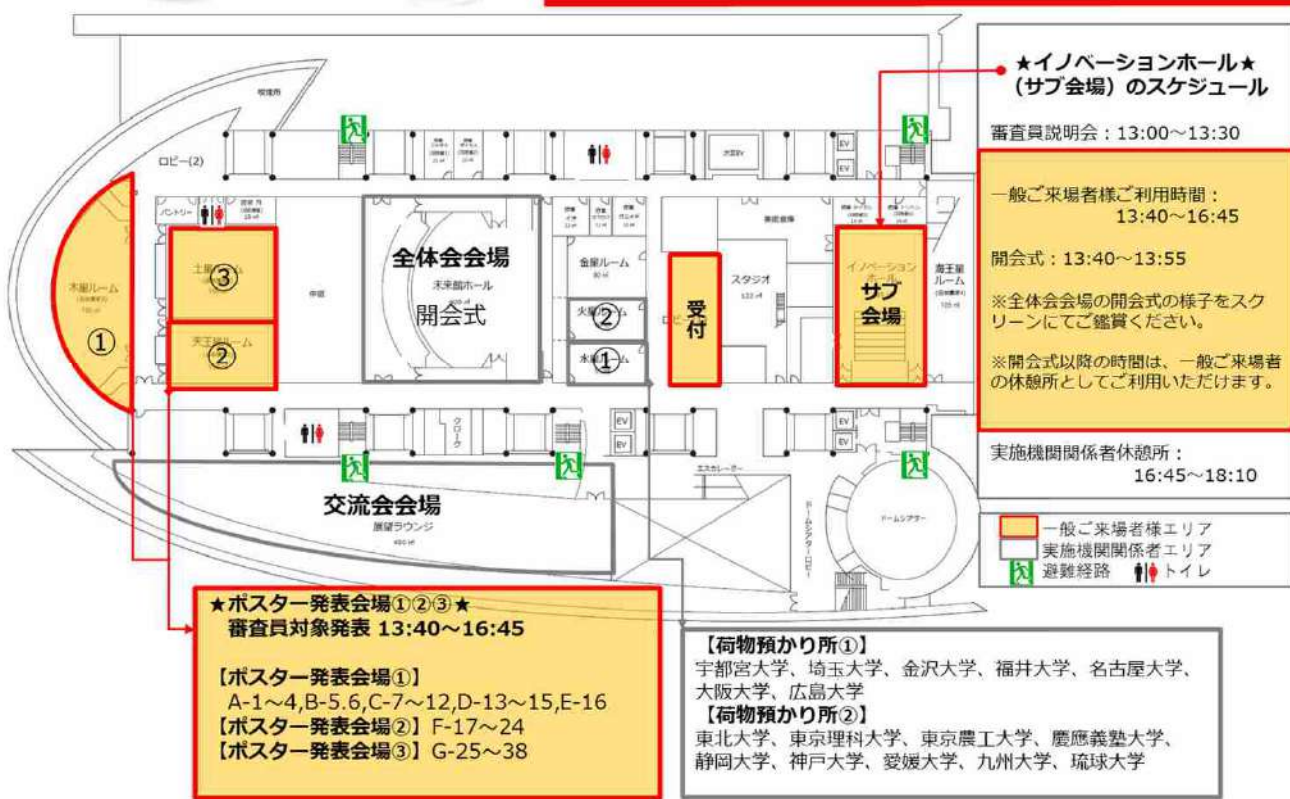 喫煙所
ロビー(2)
パントリー
木星ルーム
①
土星ルーム
③
天王星ルーム
②
中庭
全体会会場
未来館ホール
開会式
金星ルーム
火星ルーム
②
水星ルーム
①
受付
スタジオ
EV
EV
イノベーション
ホール
サブ
会場
海王星
ルーム
クローク
EV
EV
EV
EV
エスカレーター
交流会会場
展望ラウンジ
ドームシアターロビー
ドームシアター
★イノベーションホール★
(サブ会場)のスケジュール
審査員説明会:13:00~13:30
一般ご来場者様ご利用時間:
13:40~16:45
開会式:13:40~13:55
※全体会会場の開会式の様子をスク
リーンにてご鑑賞ください。
※開会式以降の時間は、一般ご来場者
の休憩所としてご利用いただけます。
実施機関関係者休憩所:
16:45~18:10
一般ご来場者様エリア
実施機関関係者エリア
避難経路 トイレ
★ポスター発表会場①②③★
審査員対象発表 13:40~16:45
【ポスター発表会場①】
A-1~4,B-5.6,C-7~12,D-13~15,E-16
【ポスター発表会場②】F-17~24
【ポスター発表会場③】G-25~38
【荷物預かり所①】
宇都宮大学、埼玉大学、金沢大学、福井大学、名古屋大学、
大阪大学、広島大学
【荷物預かり所②】
東北大学、東京理科大学、東京農工大学、慶應義塾大学、
静岡大学、神戸大学、愛媛大学、九州大学、琉球大学